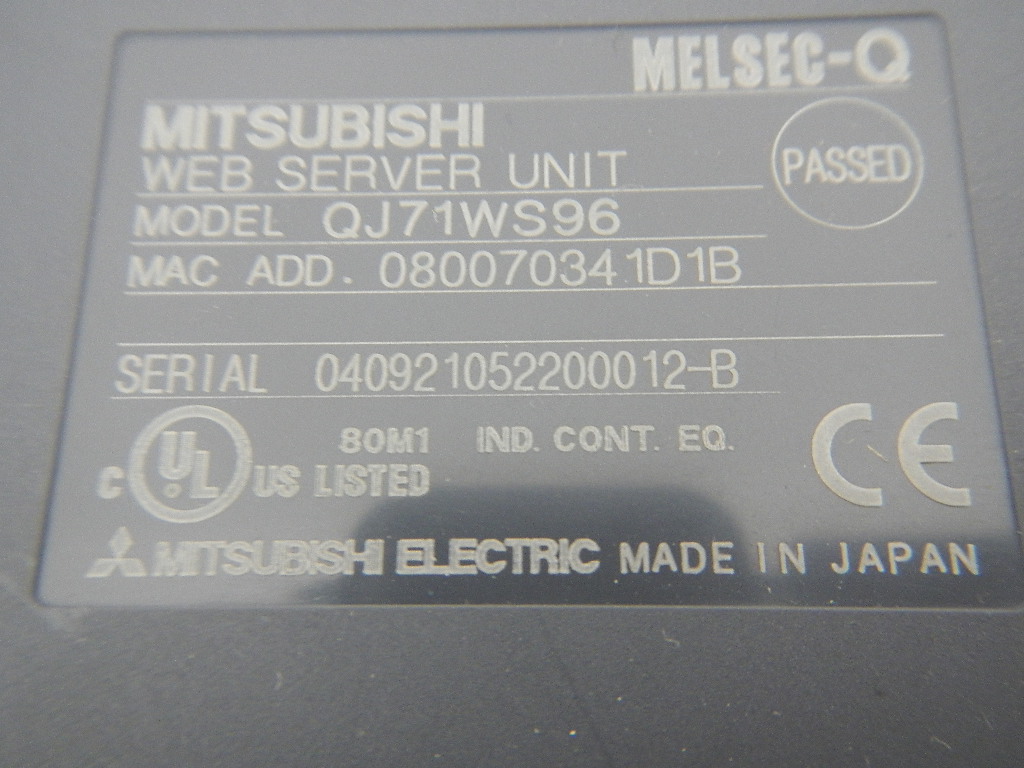 MELSEC-Q
MITSUBISHI
WEB SERVER UNIT
PASSED
MODEL QJ71WS96
MAC ADD. 080070341D1B
SERIAL 040921052200012-B
80M1 IND. CONT. EQ.
C UL US LISTED
CE
MITSUBISHI ELECTRIC MADE IN JAPAN